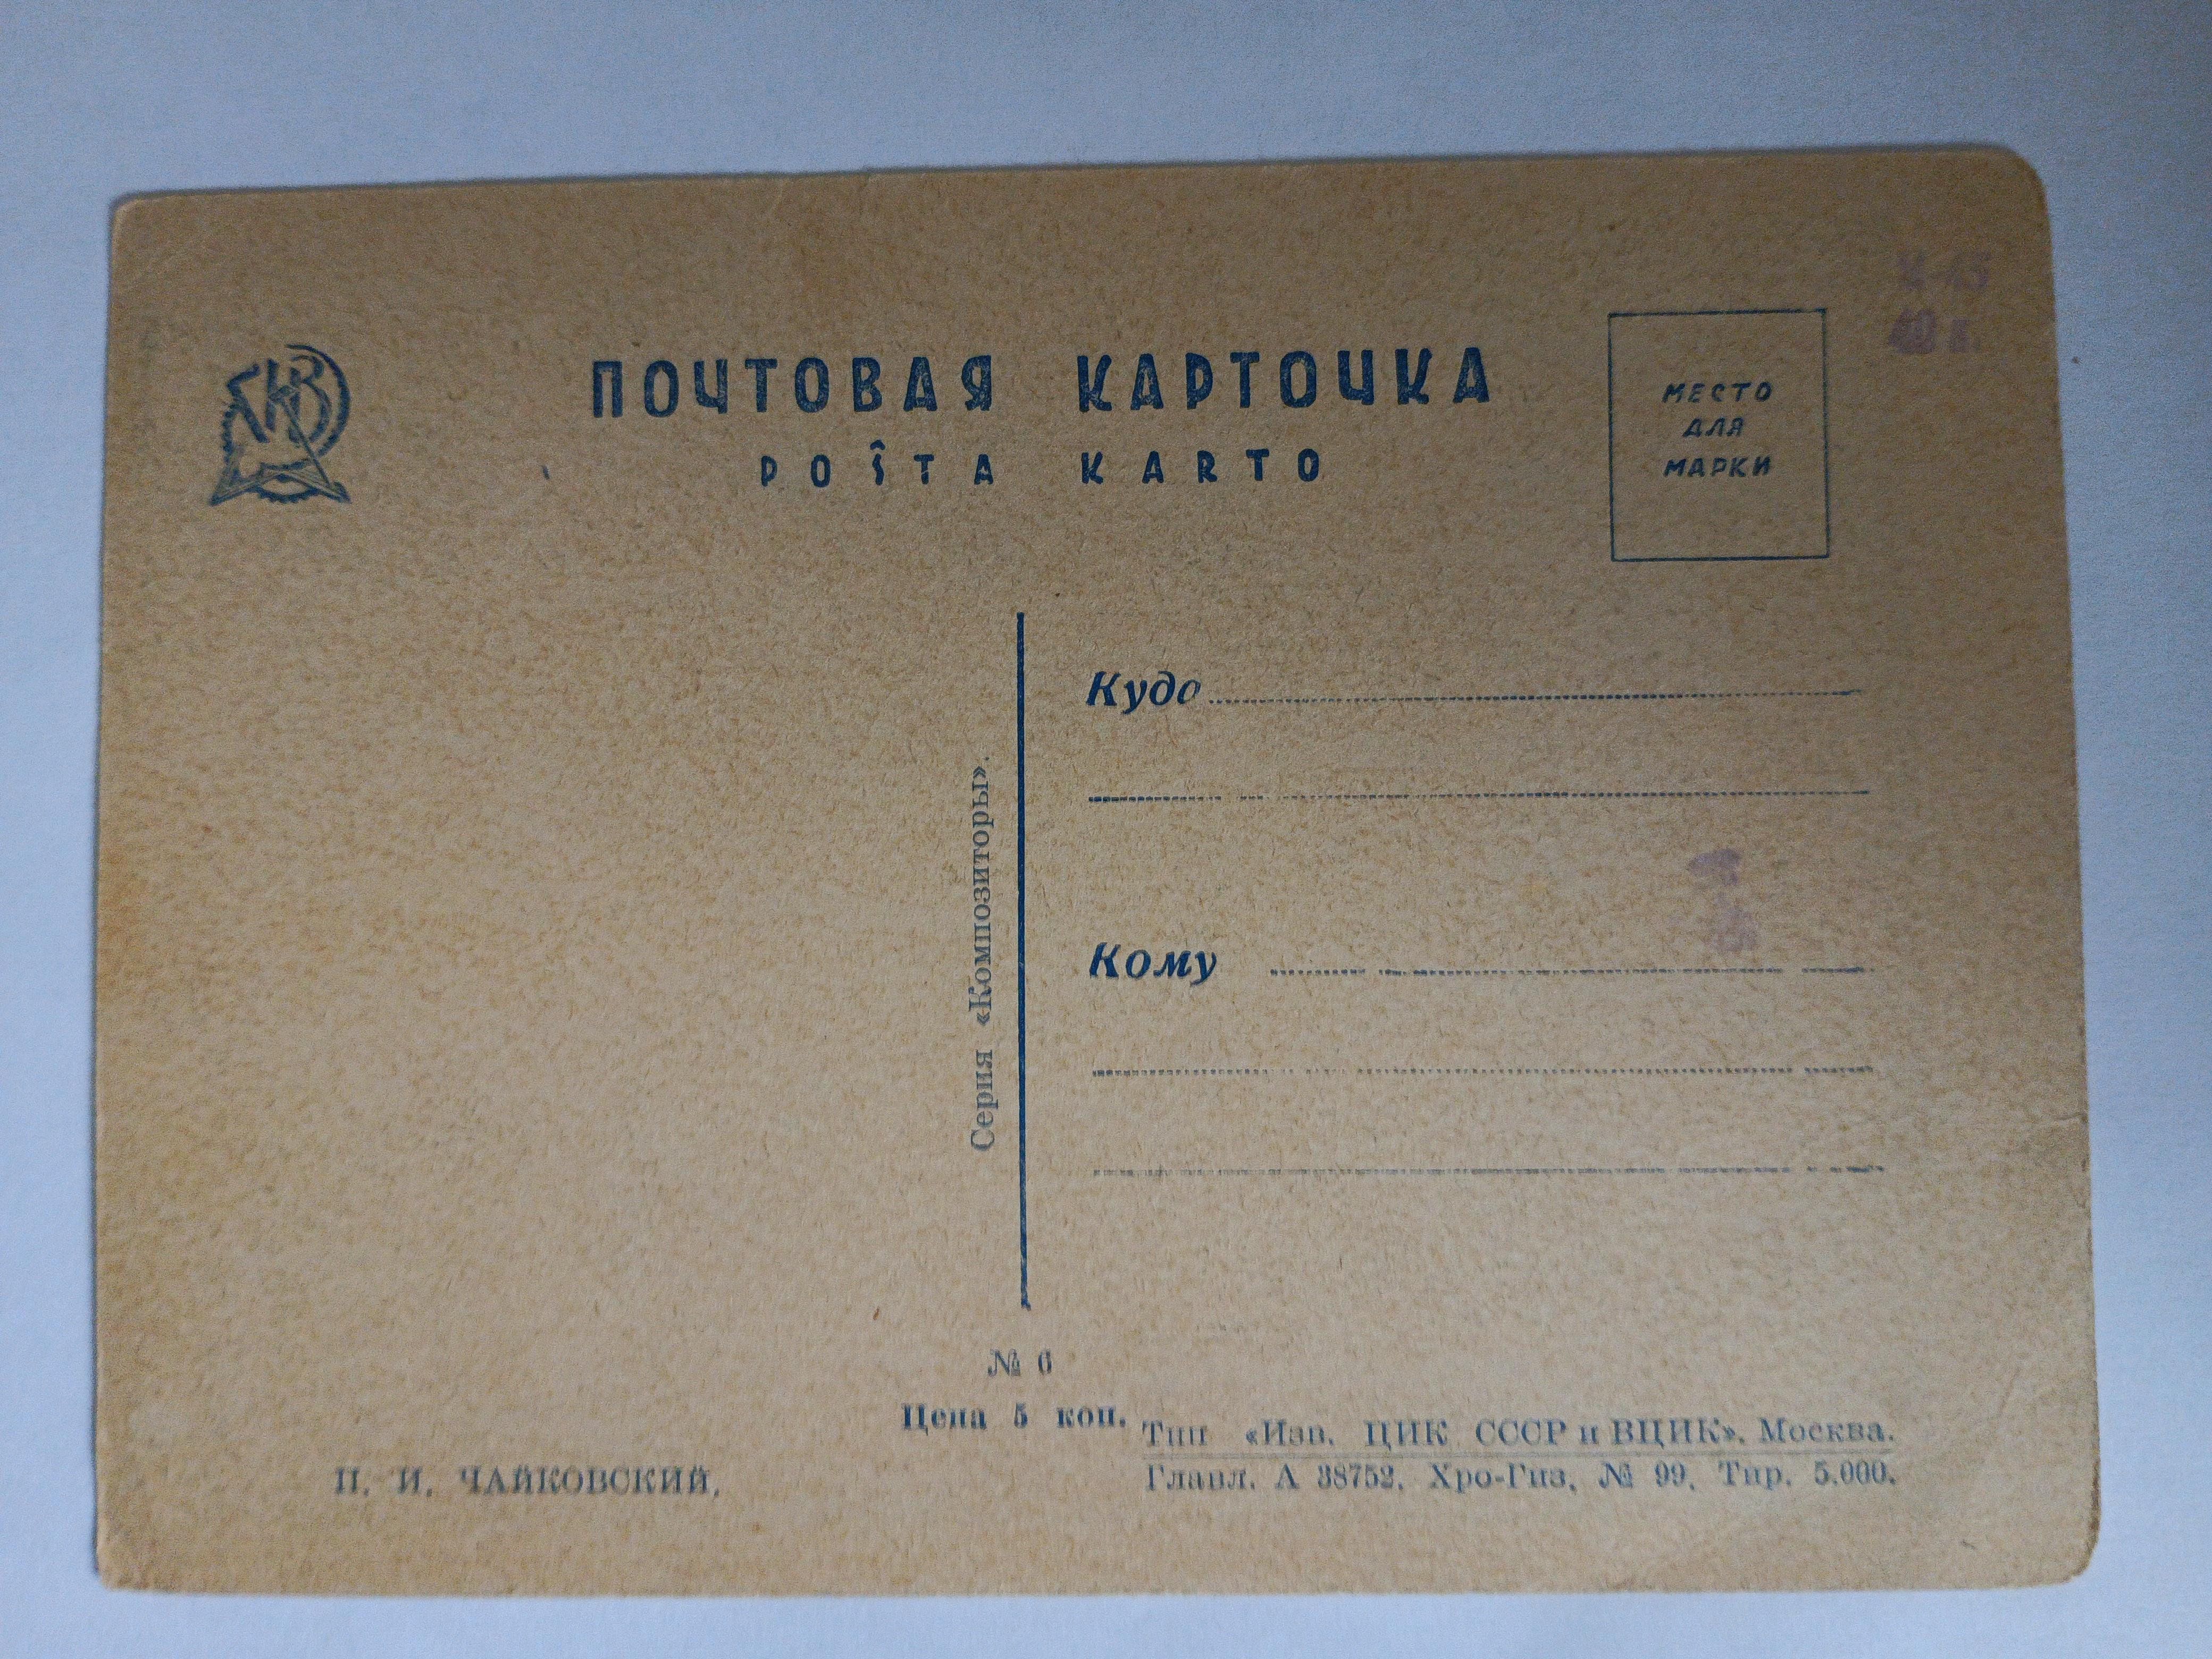 ПОЧТОВАЯ КАРТОЧКА
POŜTA KARTO
МЕСТО
ДЛЯ
МАРКИ
Серия «Композиторы».
Куда
Кому
№ 6
Цена 5 коп.
П. И. ЧАЙКОВСКИЙ.
Тип «Изв. ЦИК СССР и ВЦИК». Москва.
Главл. А 38752. Хро-Гиз, № 99. Тир. 5.000.